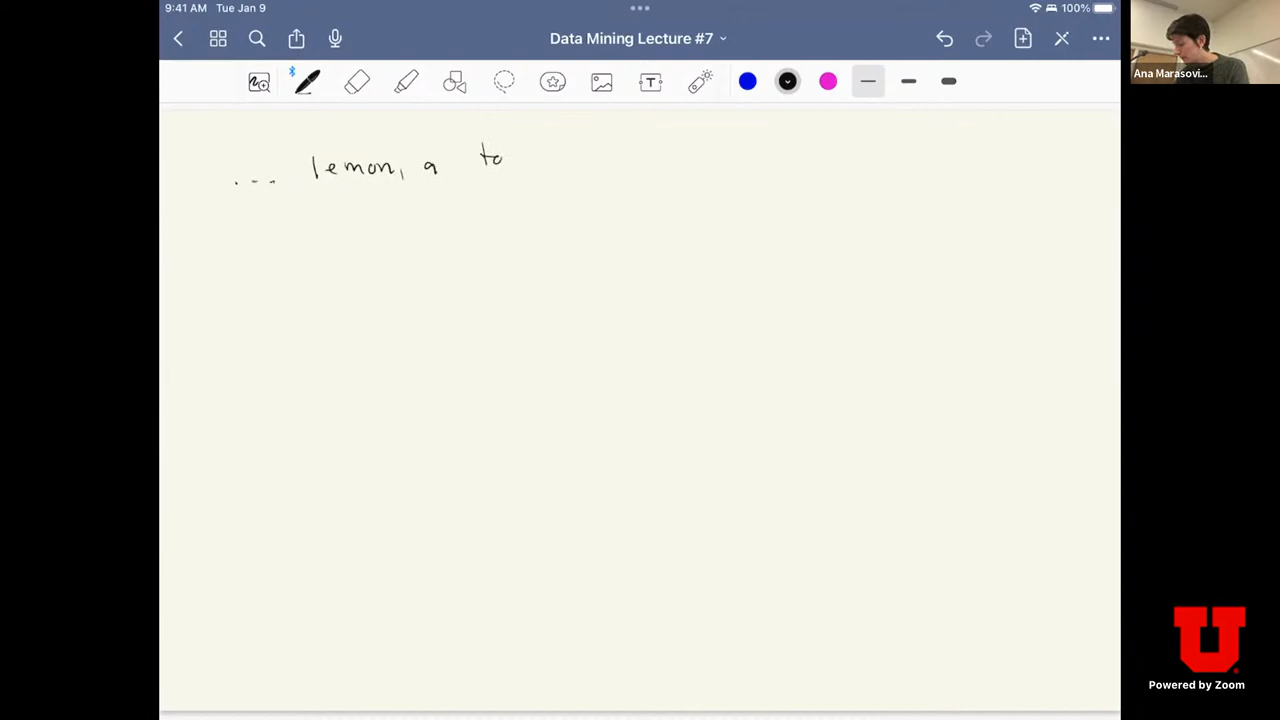 9:41 AM Tue Jan 9
100%
Data Mining Lecture #7
T
Ana Marasovi...
... lemon, a to
U
Powered by Zoom